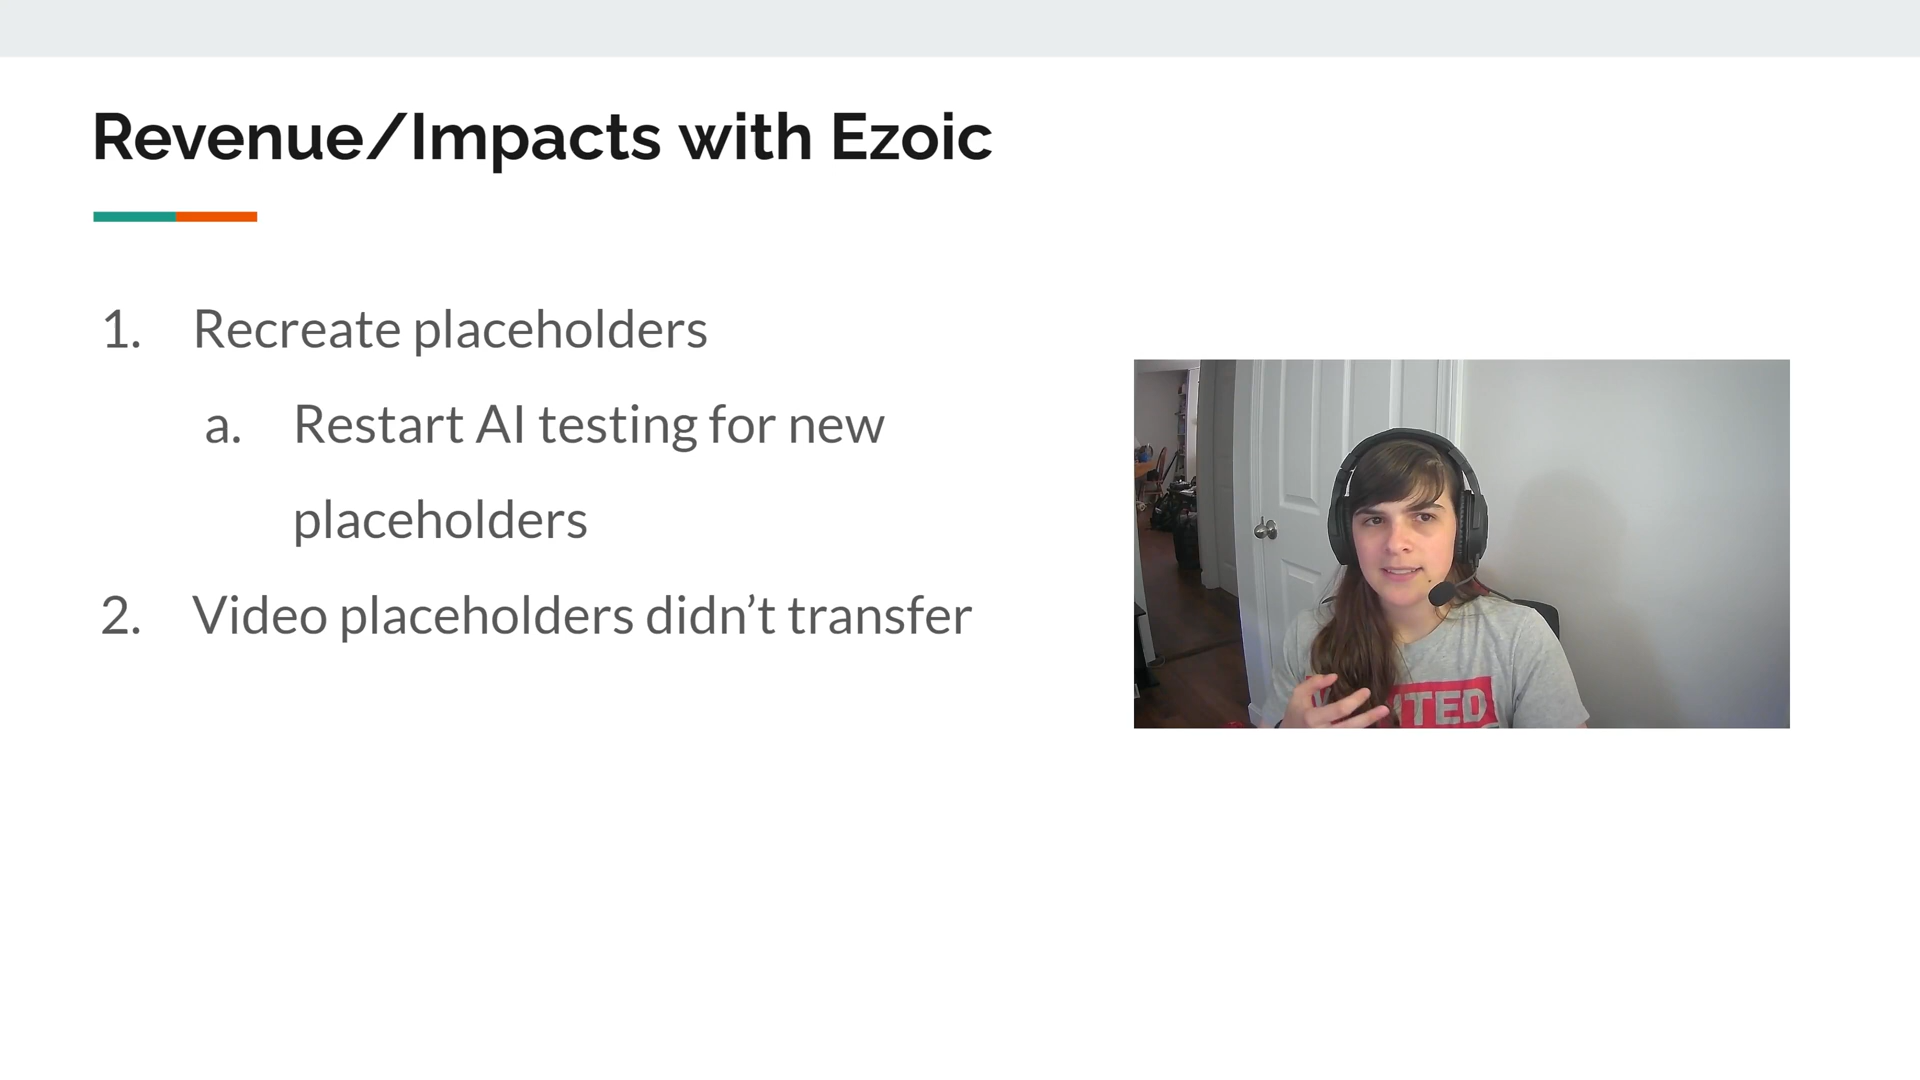 Revenue/Impacts with Ezoic
1. Recreate placeholders
a. Restart AI testing for new
placeholders
2. Video placeholders didn’t transfer